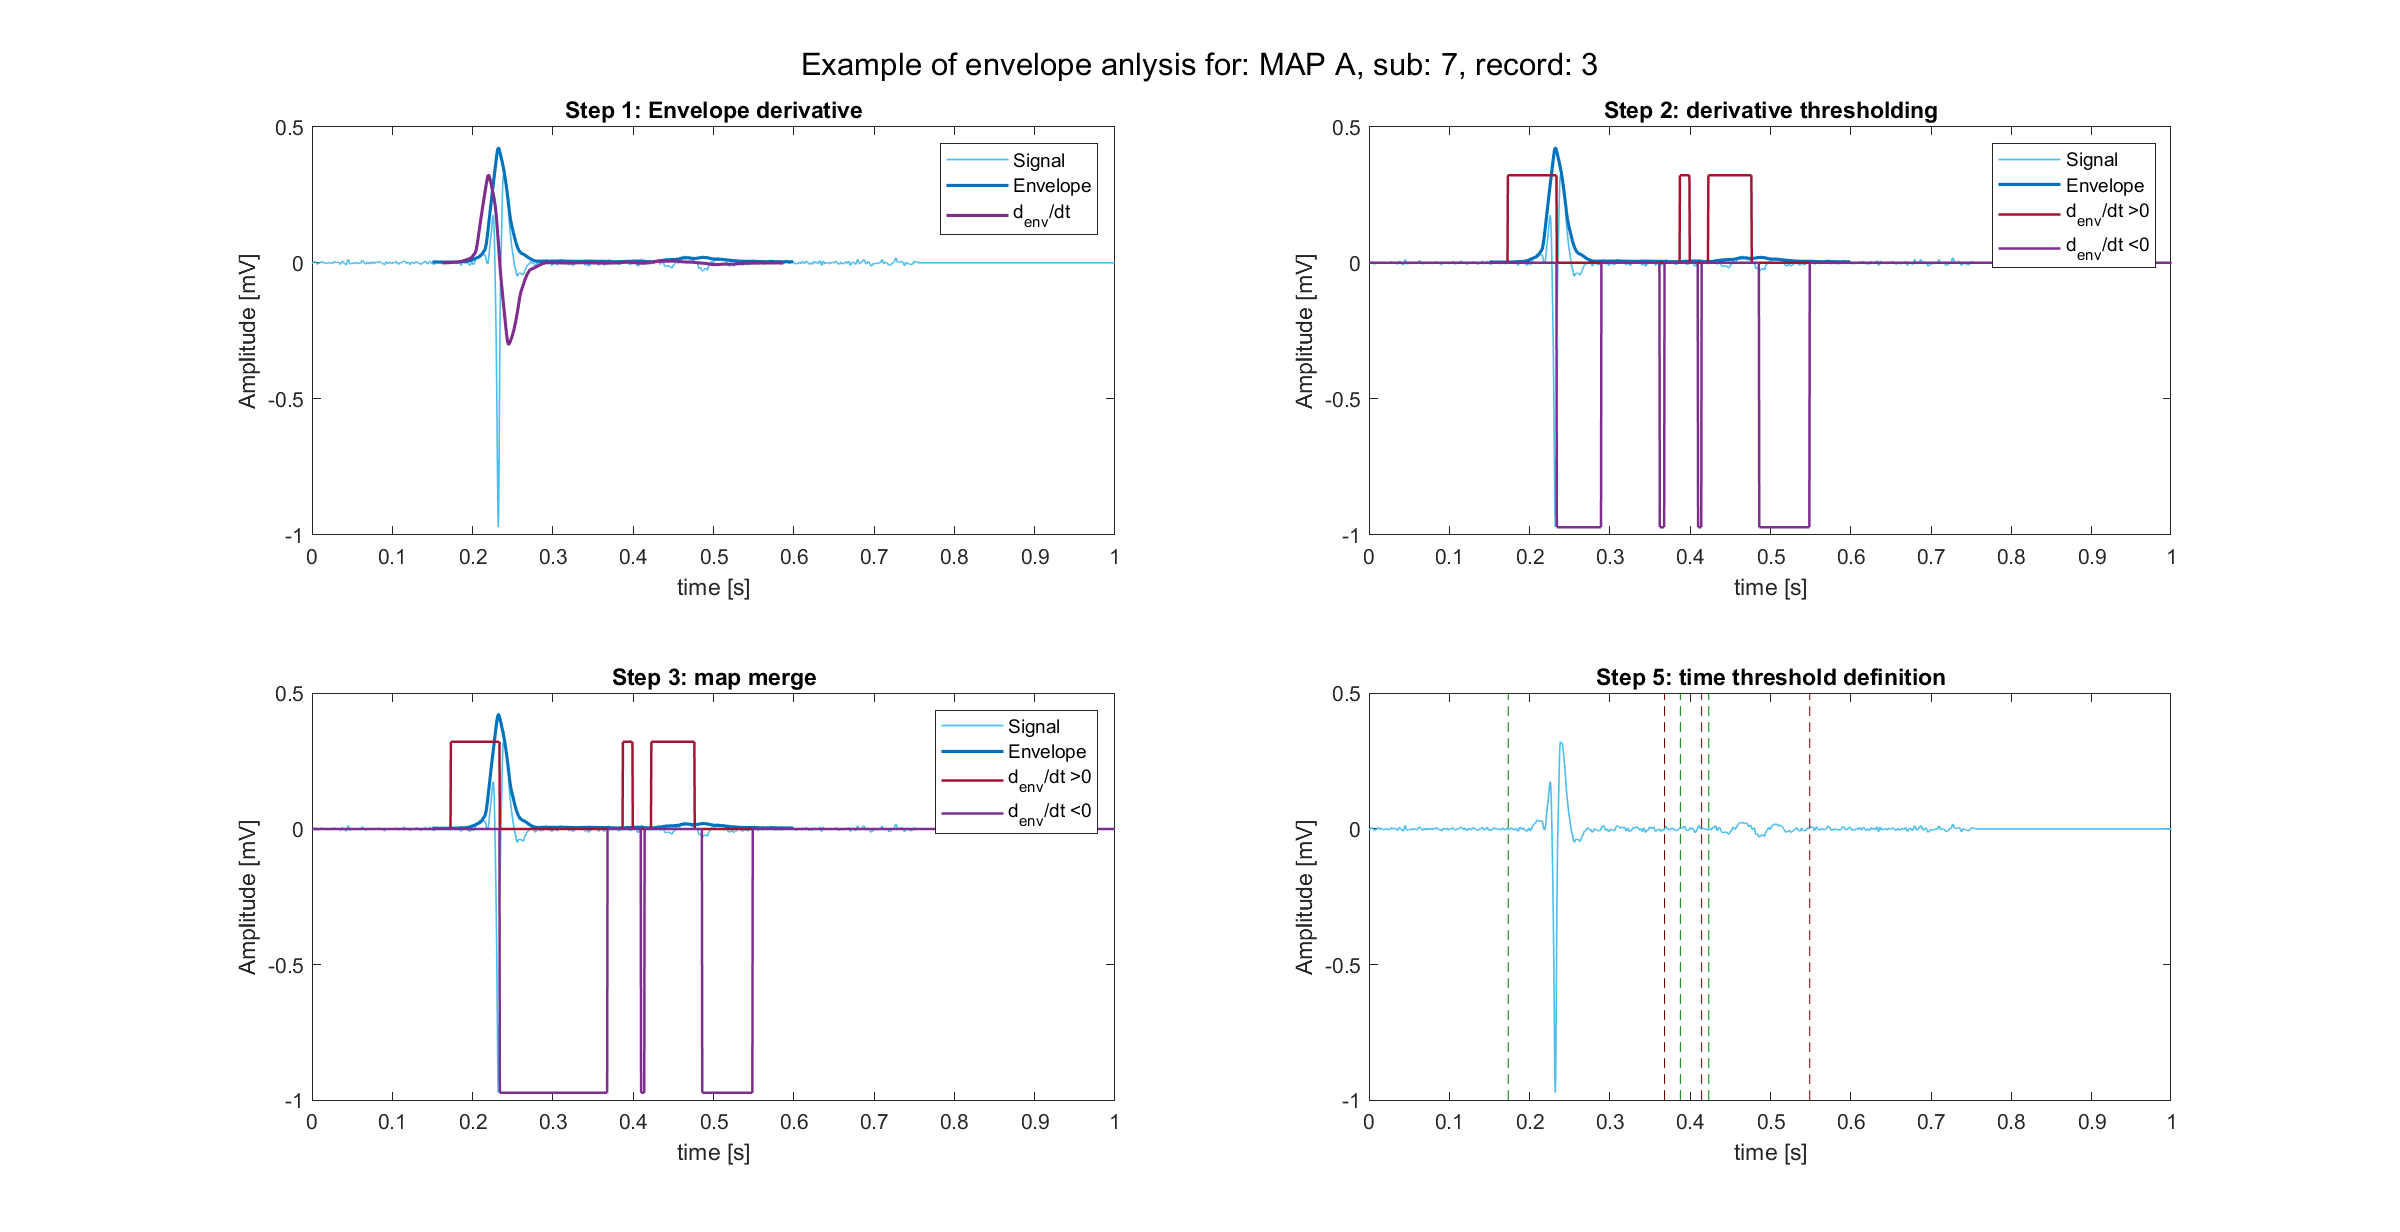 Example of envelope anlysis for: MAP A, sub: 7, record: 3
Step 1: Envelope derivative
Amplitude [mV]
0.5
0
-0.5
-1
0 0.1 0.2 0.3 0.4 0.5 0.6 0.7 0.8 0.9 1
time [s]
Signal
Envelope
d_env/dt
Step 2: derivative thresholding
Amplitude [mV]
0.5
0
-0.5
-1
0 0.1 0.2 0.3 0.4 0.5 0.6 0.7 0.8 0.9 1
time [s]
Signal
Envelope
d_env/dt >0
d_env/dt <0
Step 3: map merge
Amplitude [mV]
0.5
0
-0.5
-1
0 0.1 0.2 0.3 0.4 0.5 0.6 0.7 0.8 0.9 1
time [s]
Signal
Envelope
d_env/dt >0
d_env/dt <0
Step 5: time threshold definition
Amplitude [mV]
0.5
0
-0.5
-1
0 0.1 0.2 0.3 0.4 0.5 0.6 0.7 0.8 0.9 1
time [s]